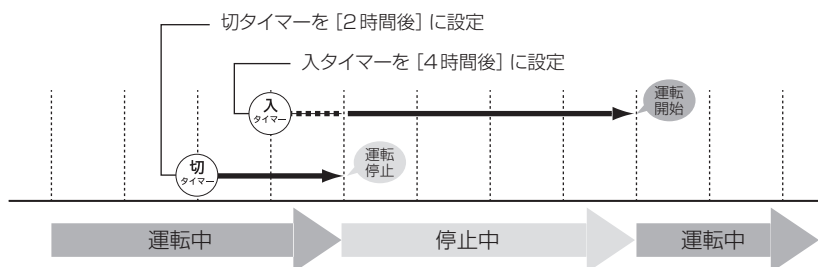 切タイマーを［2時間後］に設定
入タイマーを［4時間後］に設定
入
タイマー
運転
開始
切
タイマー
運転
停止
運転中
停止中
運転中